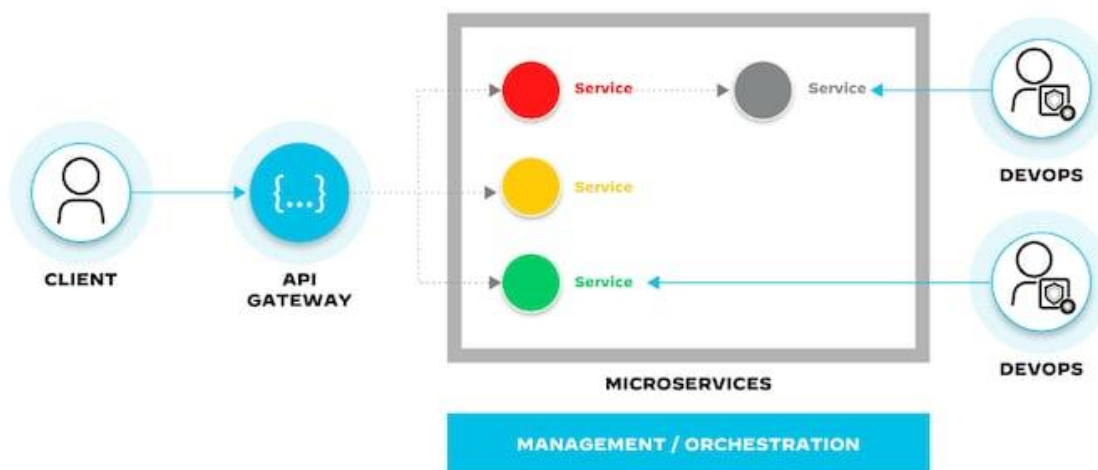 Service
Service
DEVOPS
{...}
Service
CLIENT
API
GATEWAY
Service
DEVOPS
MICROSERVICES
MANAGEMENT / ORCHESTRATION